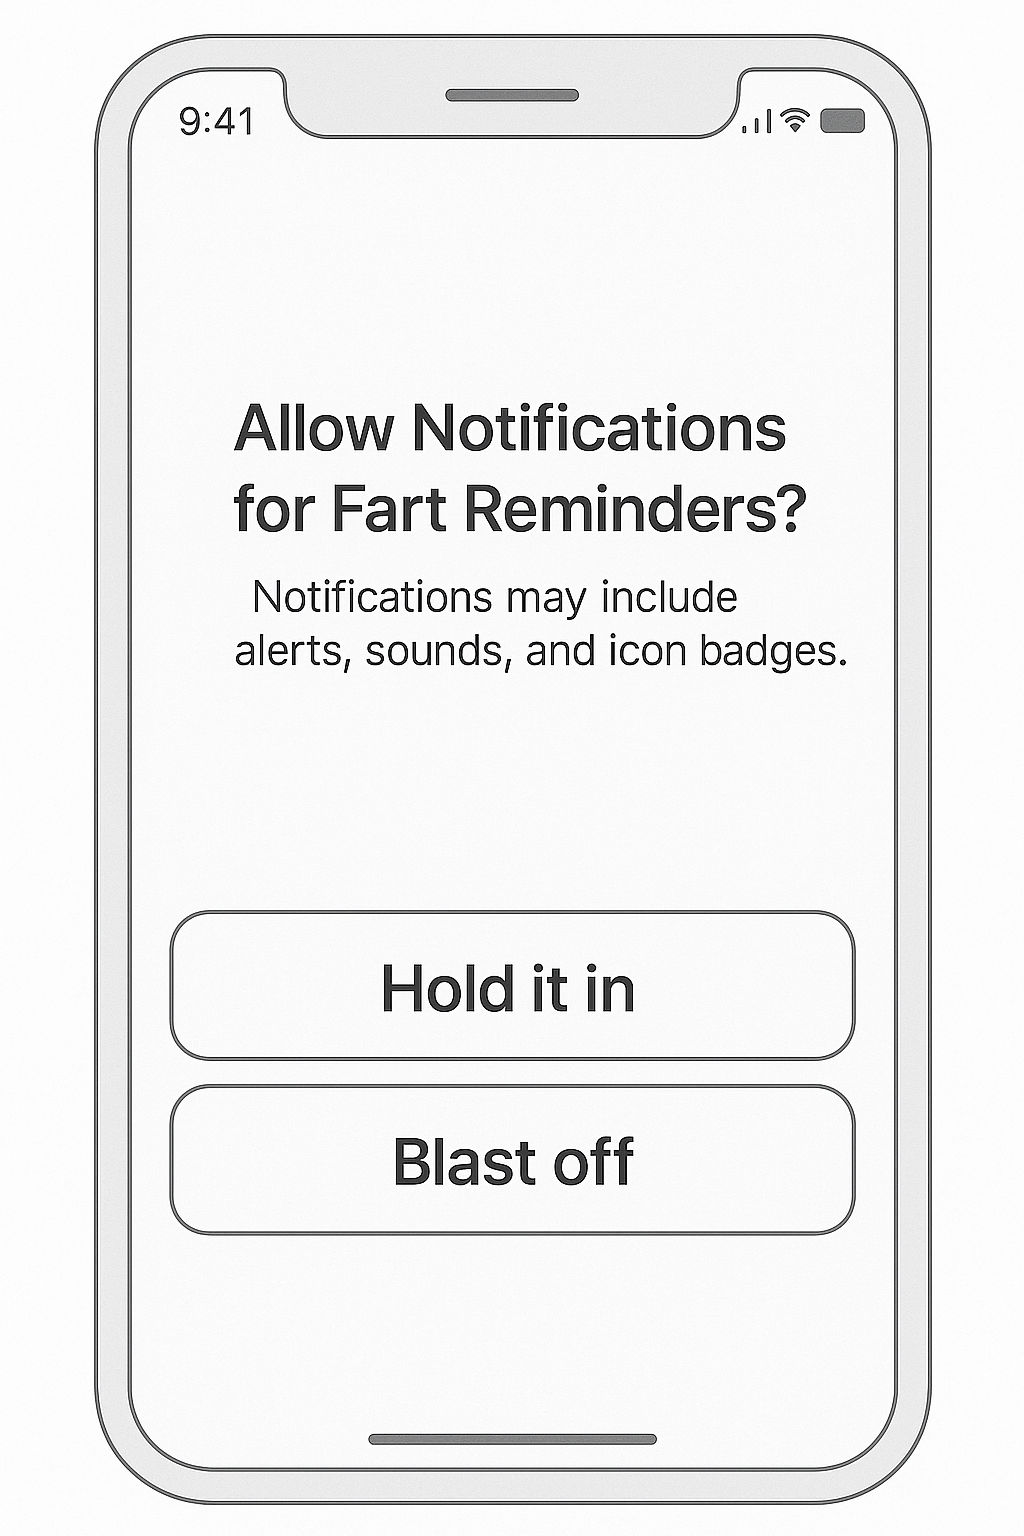 9:41
Allow Notifications
for Fart Reminders?
Notifications may include
alerts, sounds, and icon badges.
Hold it in
Blast off